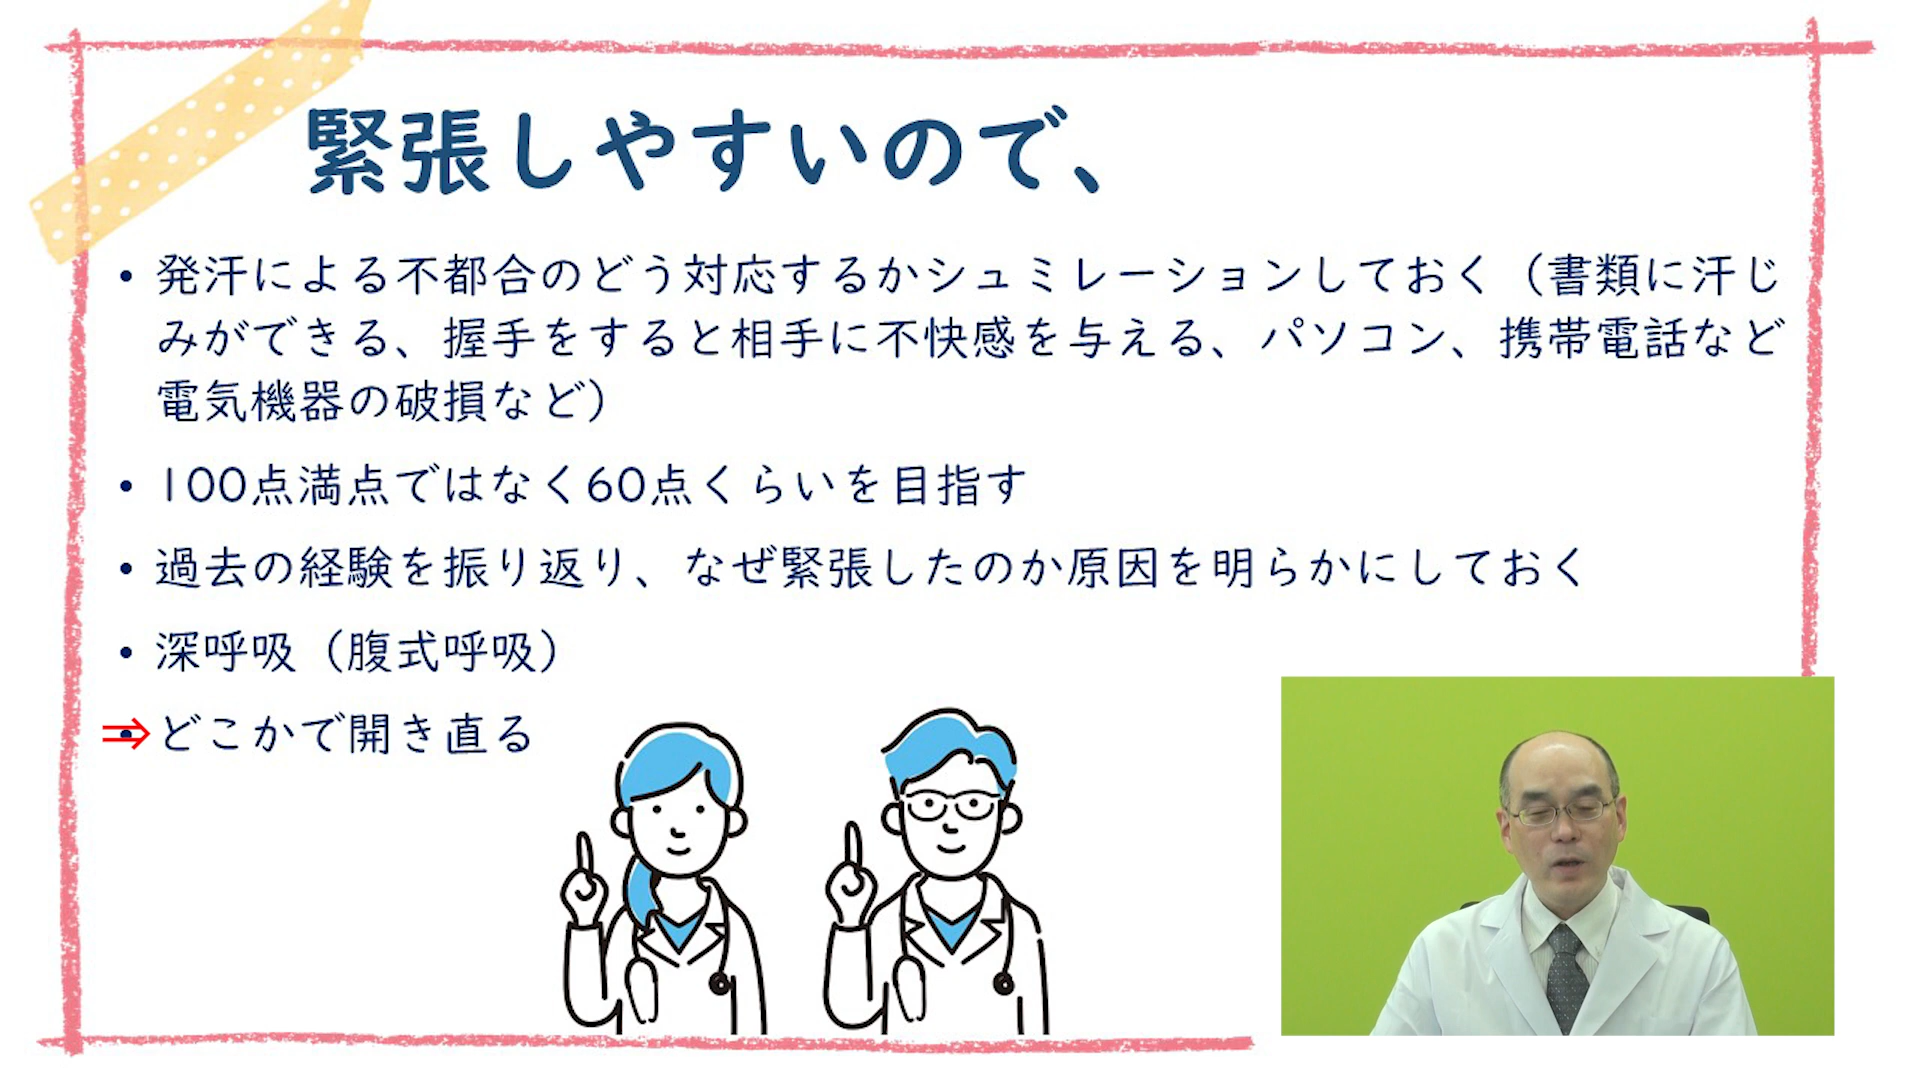 緊張しやすいので、
• 発汗による不都合のどう対応するかシュミレーションしておく（書類に汗じ
みができる、握手をすると相手に不快感を与える、パソコン、携帯電話など
電気機器の破損など）
• 100点満点ではなく60点くらいを目指す
• 過去の経験を振り返り、なぜ緊張したのか原因を明らかにしておく
• 深呼吸（腹式呼吸）
⇒どこかで開き直る